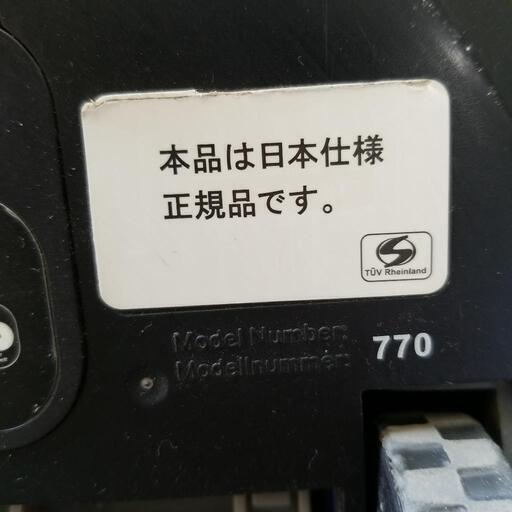 本品は日本仕様
正規品です。
TÜV Rheinland
Model Number:
Modellnummer:
770